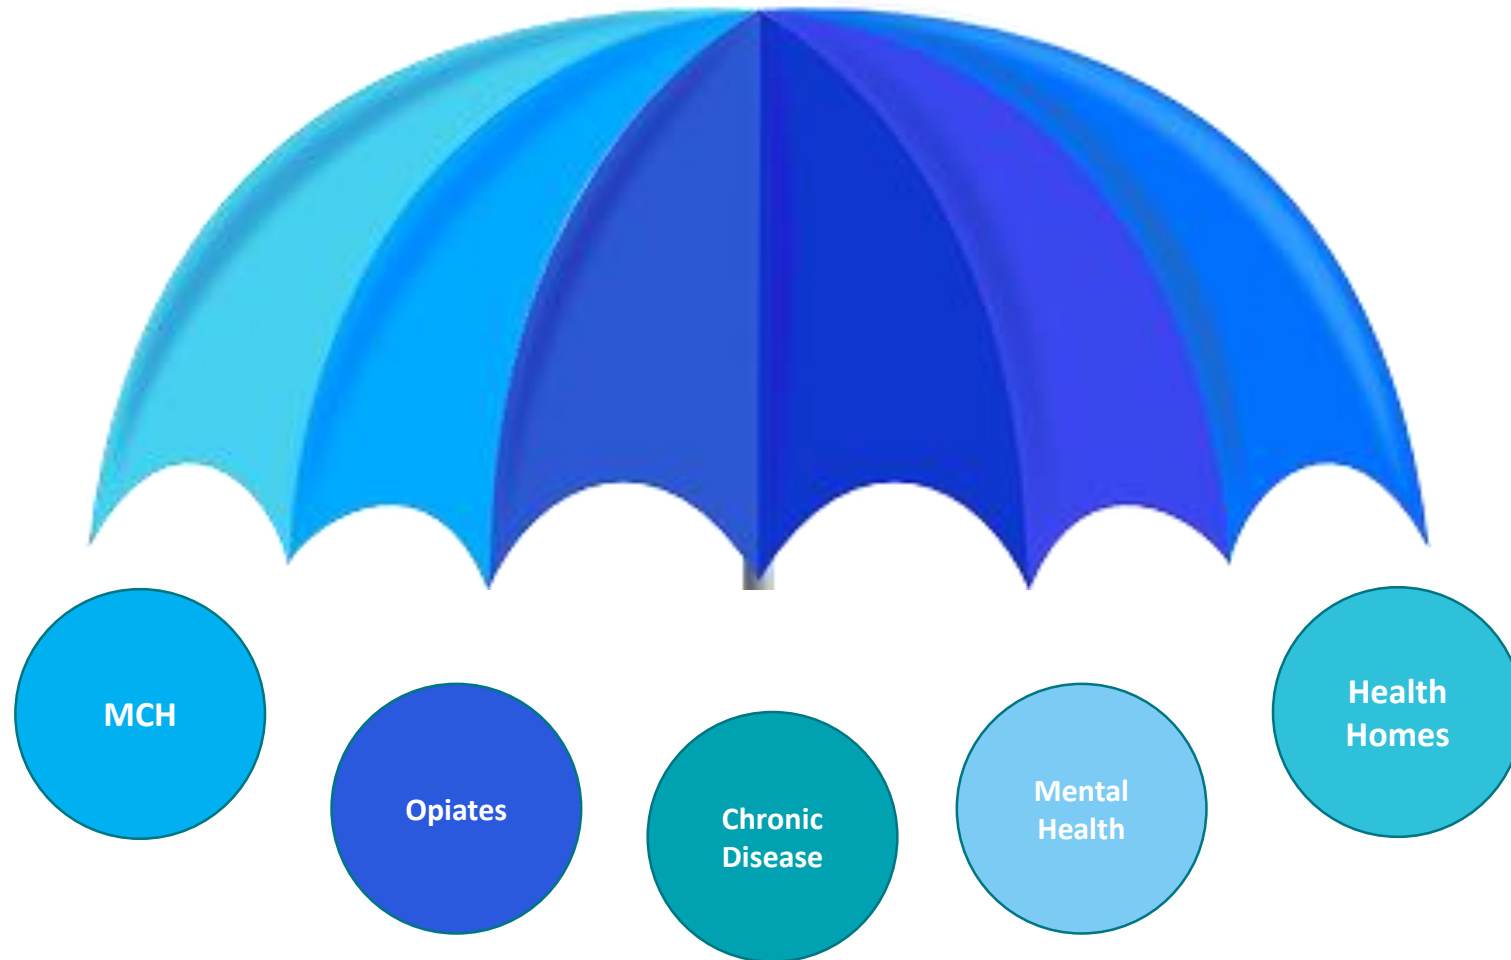 MCH
Opiates
Chronic
Disease
Mental
Health
Health
Homes